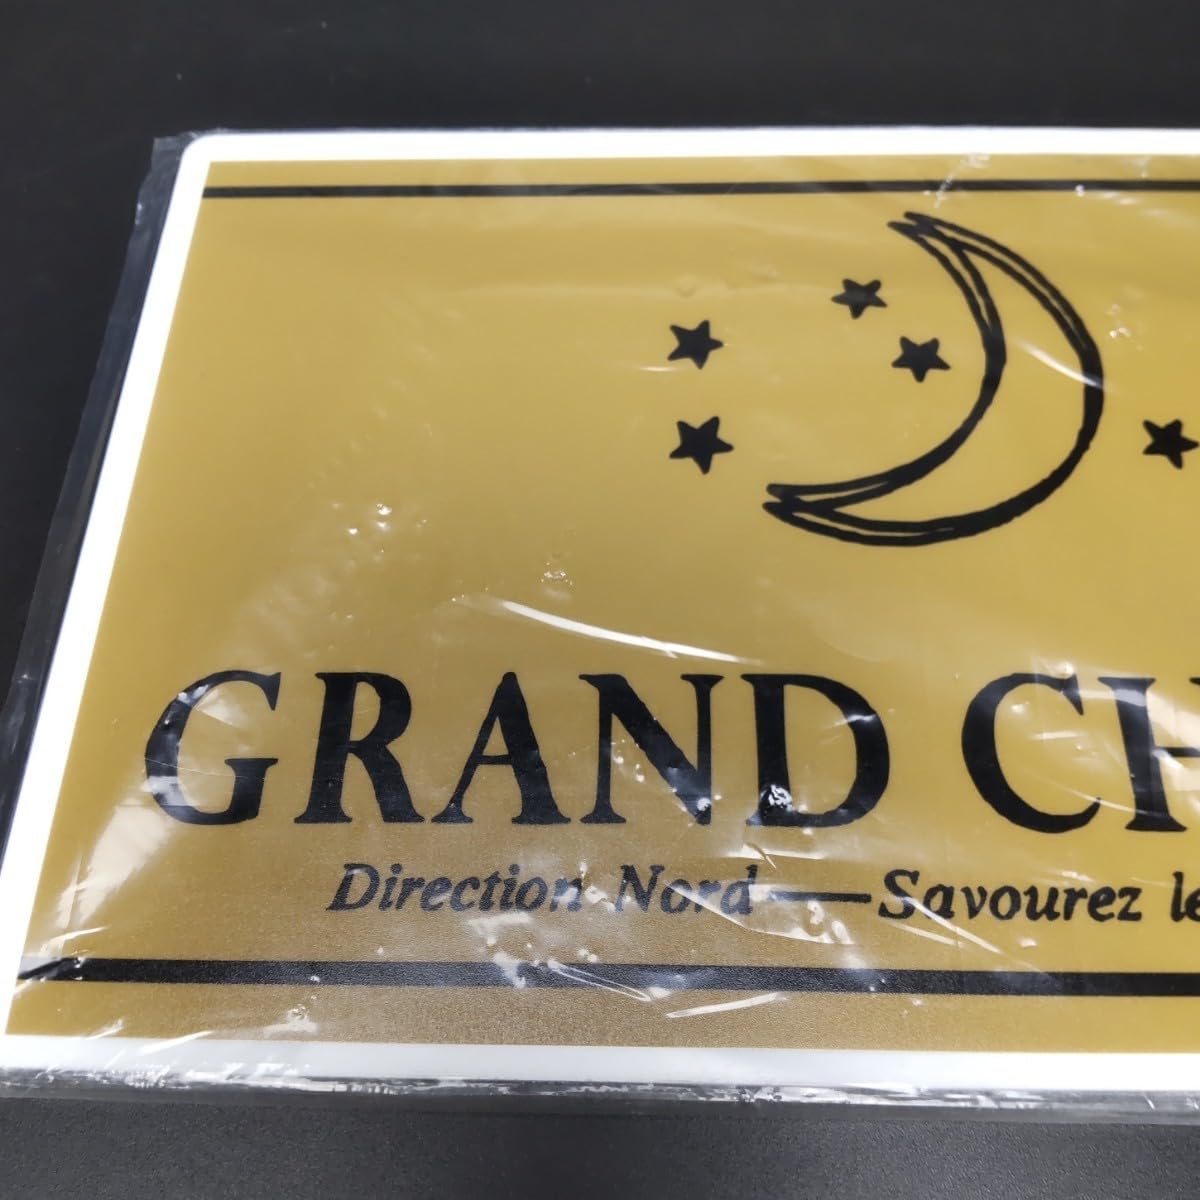 GRAND CH
Direction Nord — Savourez le